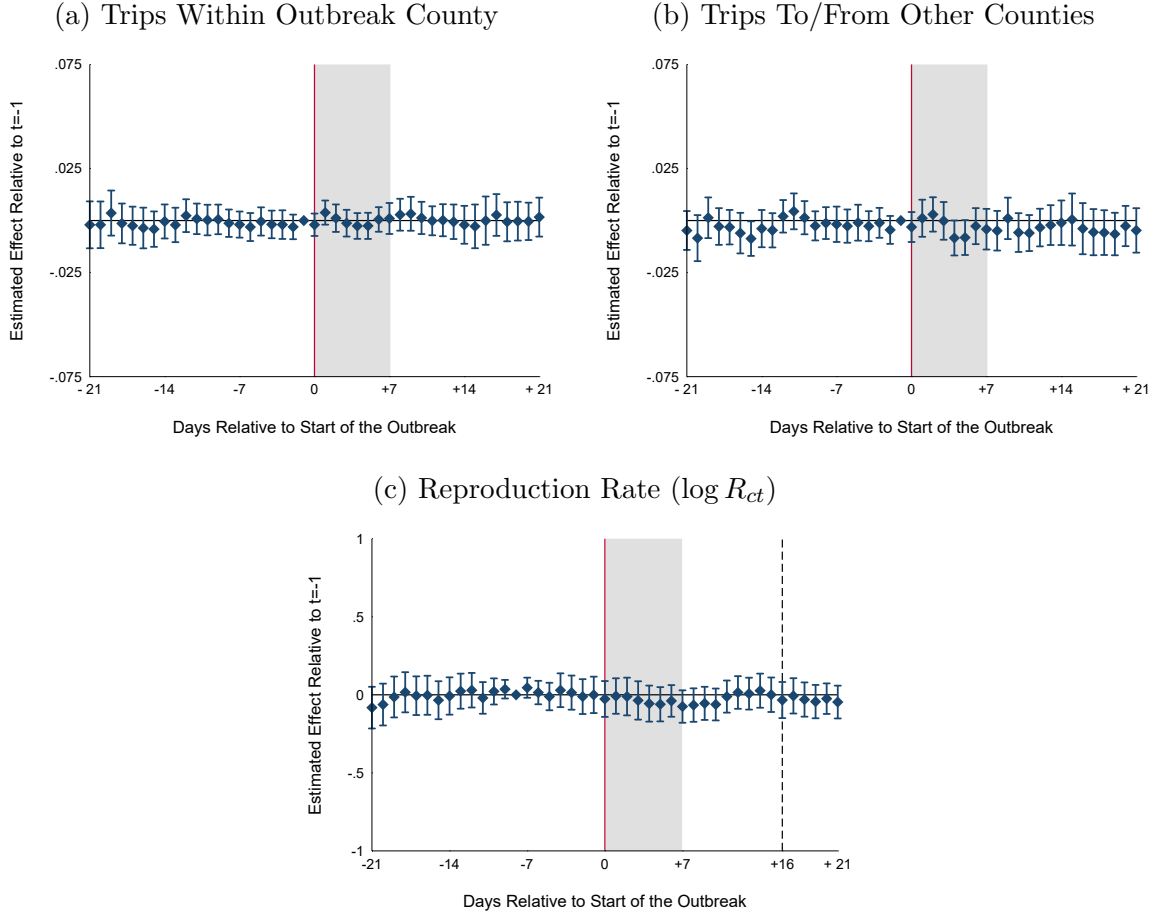 (a) Trips Within Outbreak County
.075
.025
-.025
-.075
Estimated Effect Relative to t=-1
- 21 -14 -7 0 +7 +14 + 21
Days Relative to Start of the Outbreak
(b) Trips To/From Other Counties
.075
.025
-.025
-.075
Estimated Effect Relative to t=-1
- 21 -14 -7 0 +7 +14 + 21
Days Relative to Start of the Outbreak
(c) Reproduction Rate (log R_{ct})
1
.5
0
-.5
-1
Estimated Effect Relative to t=-1
-21 -14 -7 0 +7 +16 + 21
Days Relative to Start of the Outbreak